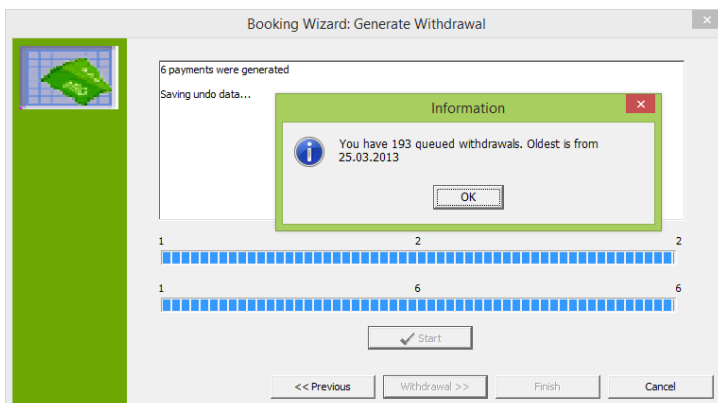 Booking Wizard: Generate Withdrawal
6 payments were generated
Saving undo data...
Information
You have 193 queued withdrawals. Oldest is from
25.03.2013
OK
1 2 2
1 6 6
Start
<< Previous Withdrawal >> Finish Cancel